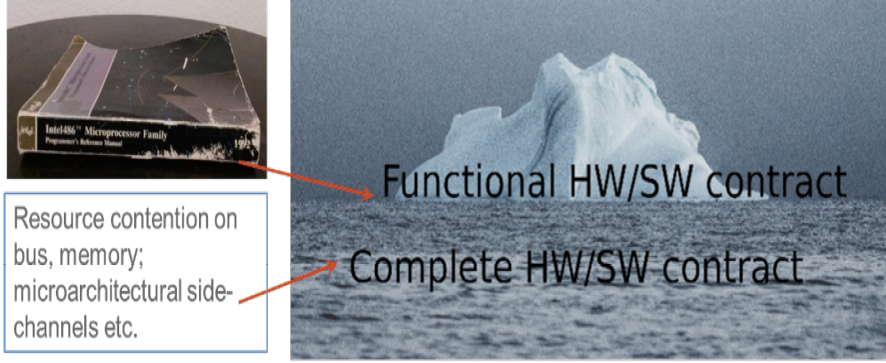 Intel486™ Microprocessor Family
Programmer's Reference Manual
1992
Functional HW/SW contract
Resource contention on
bus, memory;
microarchitectural side-
channels etc.
Complete HW/SW contract